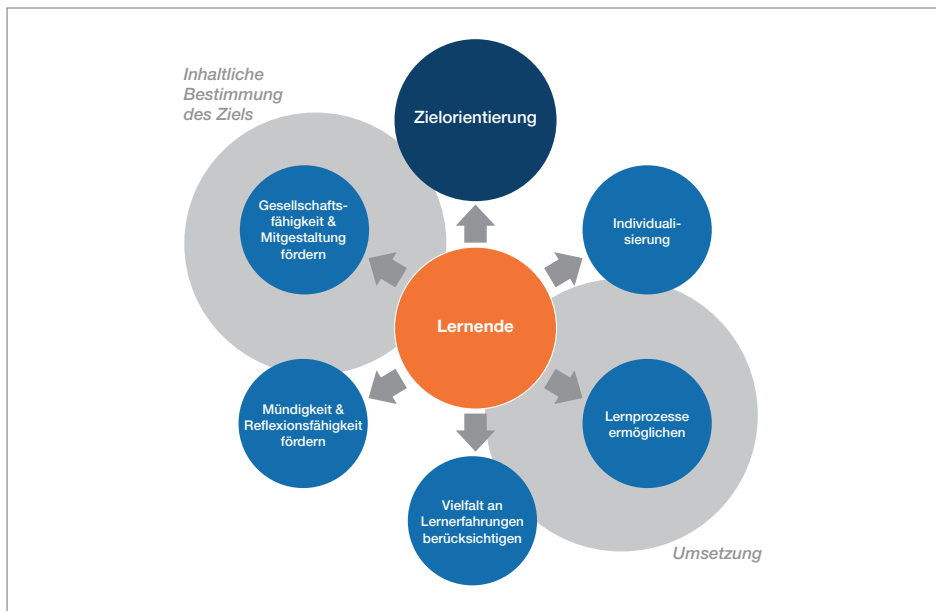 Inhaltliche
Bestimmung
des Ziels
Zielorientierung
Gesellschafts-
fähigkeit &
Mitgestaltung
fördern
Individuali-
sierung
Lernende
Mündigkeit &
Reflexionsfähigkeit
fördern
Lernprozesse
ermöglichen
Vielfalt an
Lernerfahrungen
berücksichtigen
Umsetzung